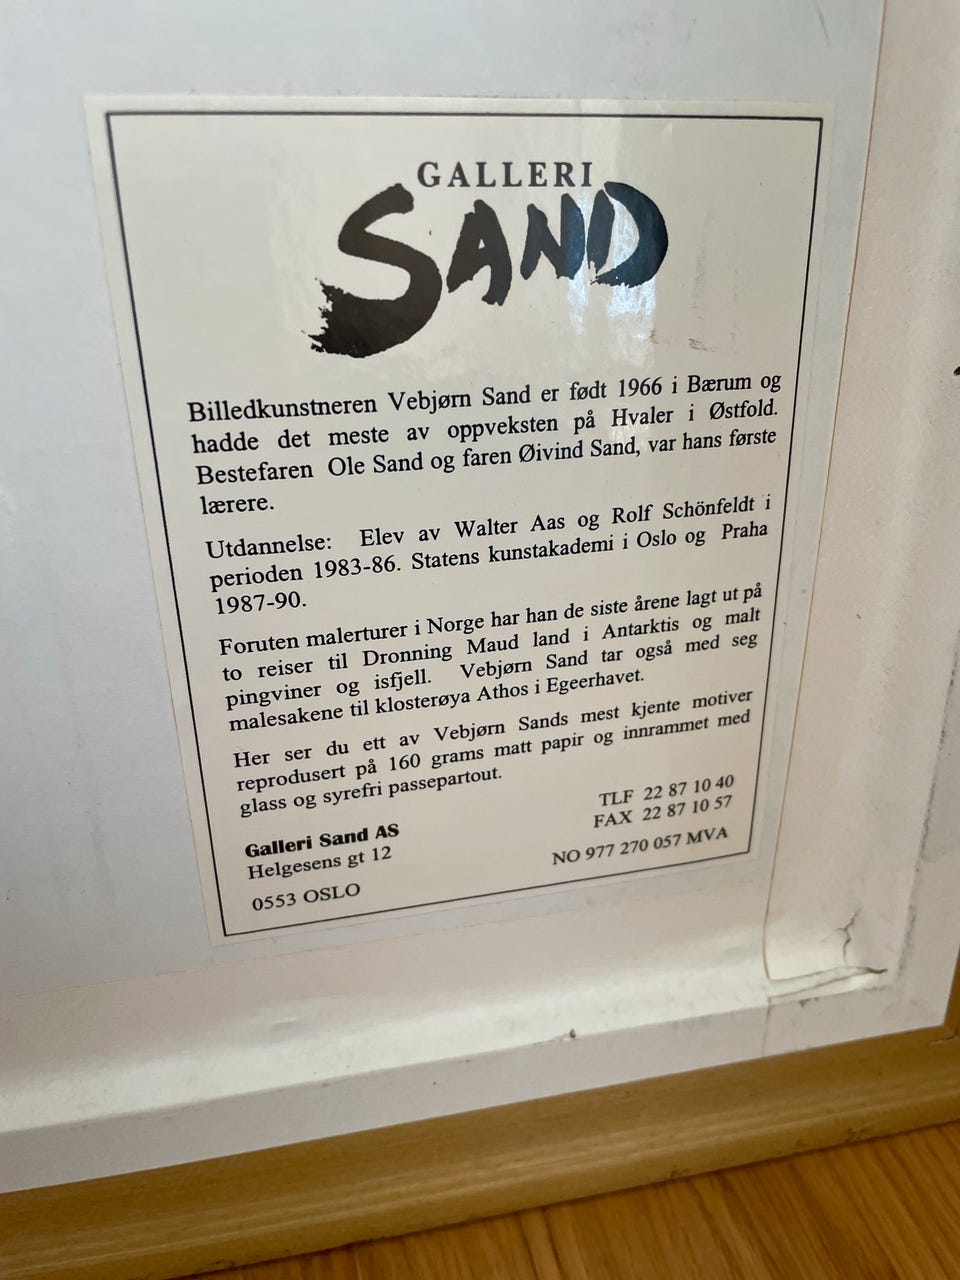 GALLERI
SAND
Billedkunstneren Vebjørn Sand er født 1966 i Bærum og
hadde det meste av oppveksten på Hvaler i Østfold.
Bestefaren Ole Sand og faren Øivind Sand, var hans første
lærere.
Utdannelse: Elev av Walter Aas og Rolf Schönfeldt i
perioden 1983-86. Statens kunstakademi i Oslo og Praha
1987-90.
Foruten malerturer i Norge har han de siste årene lagt ut på
to reiser til Dronning Maud land i Antarktis og malt
pingviner og isfjell. Vebjørn Sand tar også med seg
malesakene til klosterøya Athos i Egeerhavet.
Her ser du ett av Vebjørn Sands mest kjente motiver
reprodusert på 160 grams matt papir og innrammet med
glass og syrefri passepartout.
Galleri Sand AS
Helgesens gt 12
0553 OSLO
TLF 22 87 10 40
FAX 22 87 10 57
NO 977 270 057 MVA